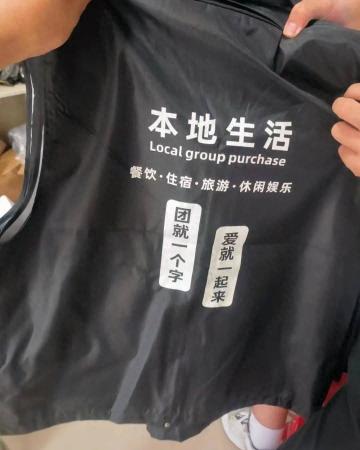 本地生活
Local group purchase
餐饮·住宿·旅游·休闲娱乐
团就一个字
爱就一起来